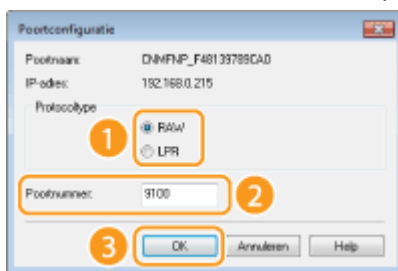 Poortconfiguratie
Poortnaam: CNMFNP_F48139789CA0
IP-adres: 192.168.0.215
Protocoltype
1
RAW
LPR
Poortnummer: 9100
2
3
OK Annuleren Help